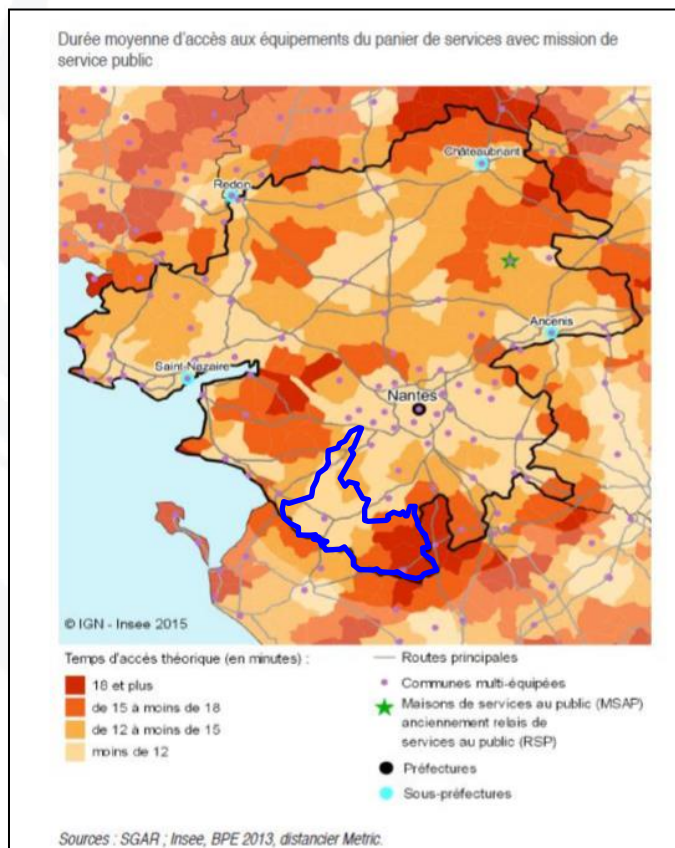 Durée moyenne d'accès aux équipements du panier de services avec mission de
service public
Châteaubriant
Redon
Ancenis
Saint-Nazaire
Nantes
© IGN - Insee 2015
Temps d'accès théorique (en minutes) :
18 et plus
de 15 à moins de 18
de 12 à moins de 15
moins de 12
Routes principales
Communes multi-équipées
Maisons de services au public (MSAP)
anciennement relais de
services au public (RSP)
Préfectures
Sous-préfectures
Sources : SGAR ; Insee, BPE 2013, distancier Metric.